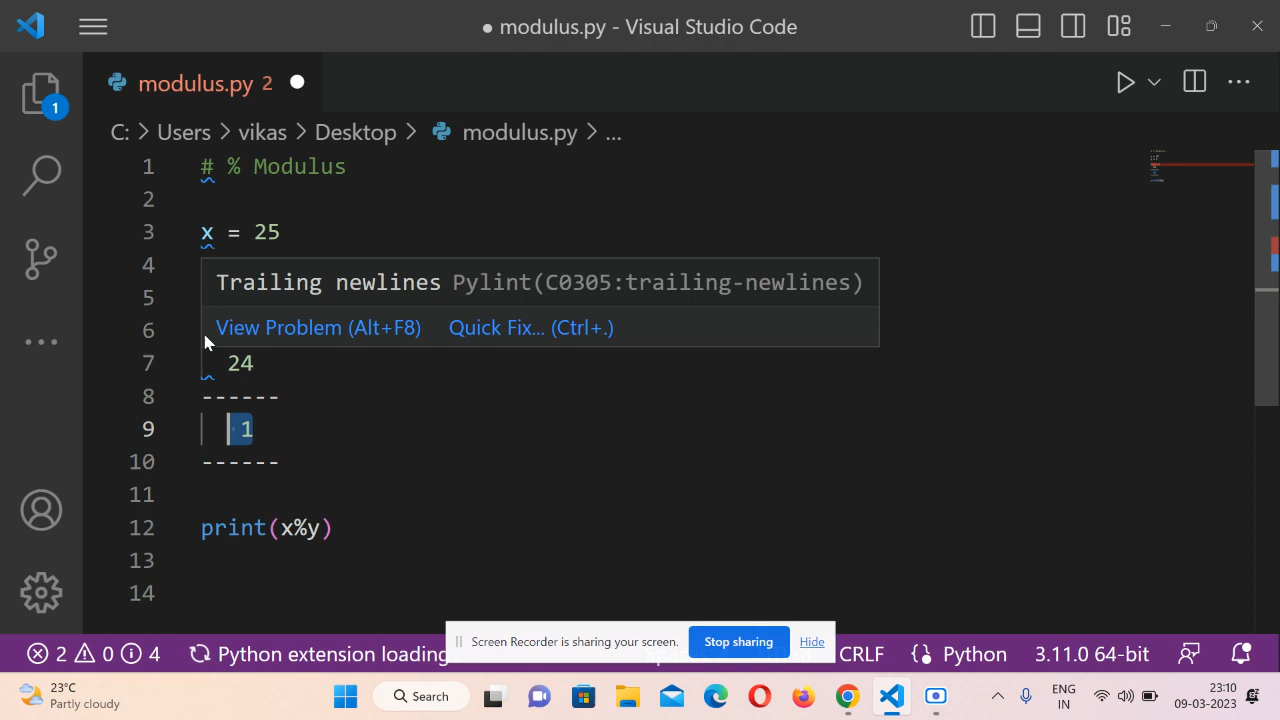 ● modulus.py - Visual Studio Code
modulus.py 2
1
C: > Users > vikas > Desktop > modulus.py > ...
1 # % Modulus
2
3 x = 25
4
5
6
7 24
8 ------
9 1
10 ------
11
12 print(x%y)
13
14
Trailing newlines Pylint(C0305:trailing-newlines)
View Problem (Alt+F8) Quick Fix... (Ctrl+.)
Screen Recorder is sharing your screen. Stop sharing Hide
2 0 4 Python extension loading CRLF {} Python 3.11.0 64-bit
23°C
Partly cloudy
Search
ENG
IN
23:10
09-03-2023